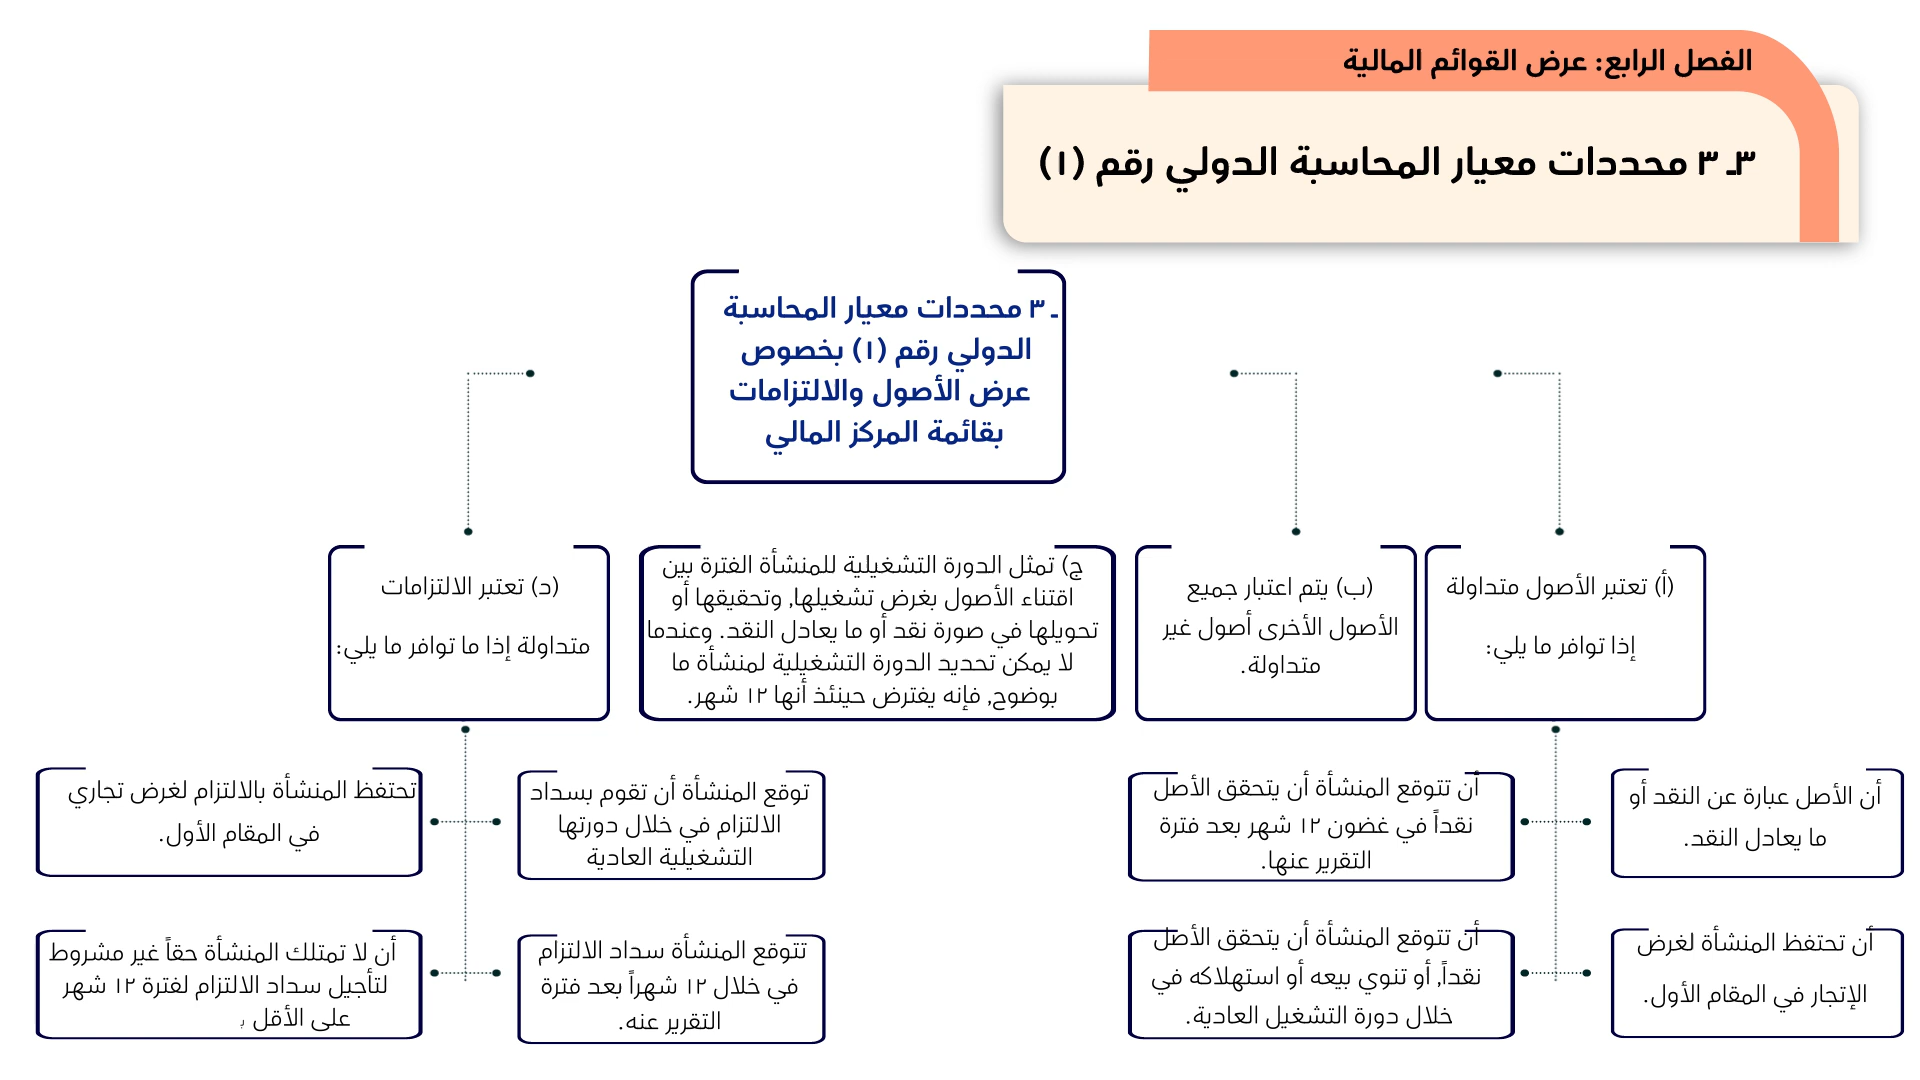 الفصل الرابع: عرض القوائم المالية
٣ـ ٣ محددات معيار المحاسبة الدولي رقم (١)
ـ ٣ محددات معيار المحاسبة
الدولي رقم (١) بخصوص
عرض الأصول والالتزامات
بقائمة المركز المالي
(أ) تعتبر الأصول متداولة
إذا توافر ما يلي:
(ب) يتم اعتبار جميع
الأصول الأخرى أصول غير
متداولة.
ج) تمثل الدورة التشغيلية للمنشأة الفترة بين
اقتناء الأصول بغرض تشغيلها, وتحقيقها أو
تحويلها في صورة نقد أو ما يعادل النقد. وعندما
لا يمكن تحديد الدورة التشغيلية لمنشأة ما
بوضوح, فإنه يفترض حينئذ أنها ١٢ شهر.
(د) تعتبر الالتزامات
متداولة إذا ما توافر ما يلي:
أن الأصل عبارة عن النقد أو
ما يعادل النقد.
أن تتوقع المنشأة أن يتحقق الأصل
نقداً في غضون ١٢ شهر بعد فترة
التقرير عنها.
أن تحتفظ المنشأة لغرض
الإتجار في المقام الأول.
أن تتوقع المنشأة أن يتحقق الأصل
نقداً, أو تنوي بيعه أو استهلاكه في
خلال دورة التشغيل العادية.
توقع المنشأة أن تقوم بسداد
الالتزام في خلال دورتها
التشغيلية العادية
تحتفظ المنشأة بالالتزام لغرض تجاري
في المقام الأول.
تتوقع المنشأة سداد الالتزام
في خلال ١٢ شهراً بعد فترة
التقرير عنه.
أن لا تمتلك المنشأة حقاً غير مشروط
لتأجيل سداد الالتزام لفترة ١٢ شهر
على الأقل